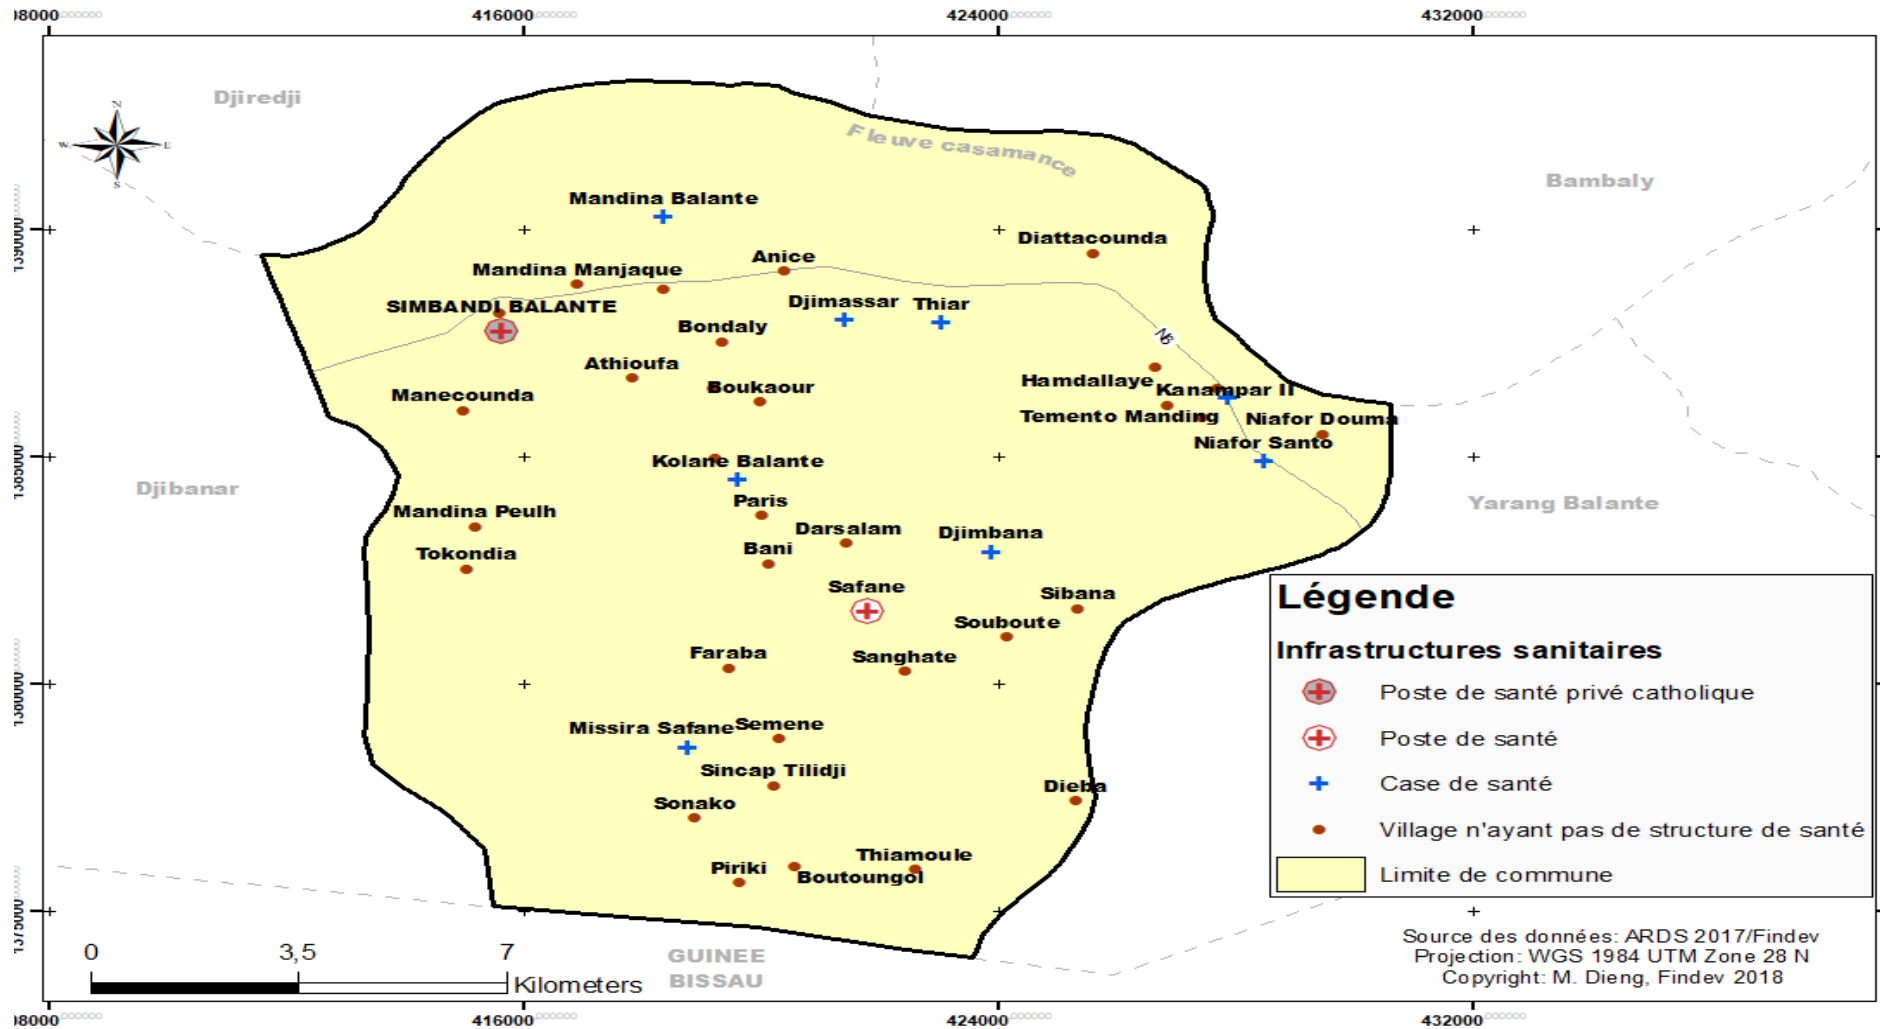 416000
424000
432000
Djiredji
N
W
E
S
Fleuve casamance
Bambaly
Mandina Balante
Diattacounda
Anice
Mandina Manjaque
SIMBANDI BALANTE
Djimassar
Thiar
Bondaly
N6
Athioufa
Boukaour
Manecounda
Hamdallaye
Kanampar II
Temento Manding
Niafor Douma
Niafor Santo
Kolane Balante
Djibanar
Paris
Yarang Balante
Mandina Peulh
Darsalam
Djimbana
Tokondia
Bani
Safane
Sibana
Souboute
Faraba
Sanghate
Missira Safane
Semene
Sincap Tilidji
Sonako
Dieba
Thiamoule
Piriki
Boutoungol
GUINEE
BISSAU
Légende
Infrastructures sanitaires
Poste de santé privé catholique
Poste de santé
Case de santé
Village n'ayant pas de structure de santé
Limite de commune
0 3,5 7
Kilometers
Source des données: ARDS 2017/Findev
Projection: WGS 1984 UTM Zone 28 N
Copyright: M. Dieng, Findev 2018
416000
424000
432000